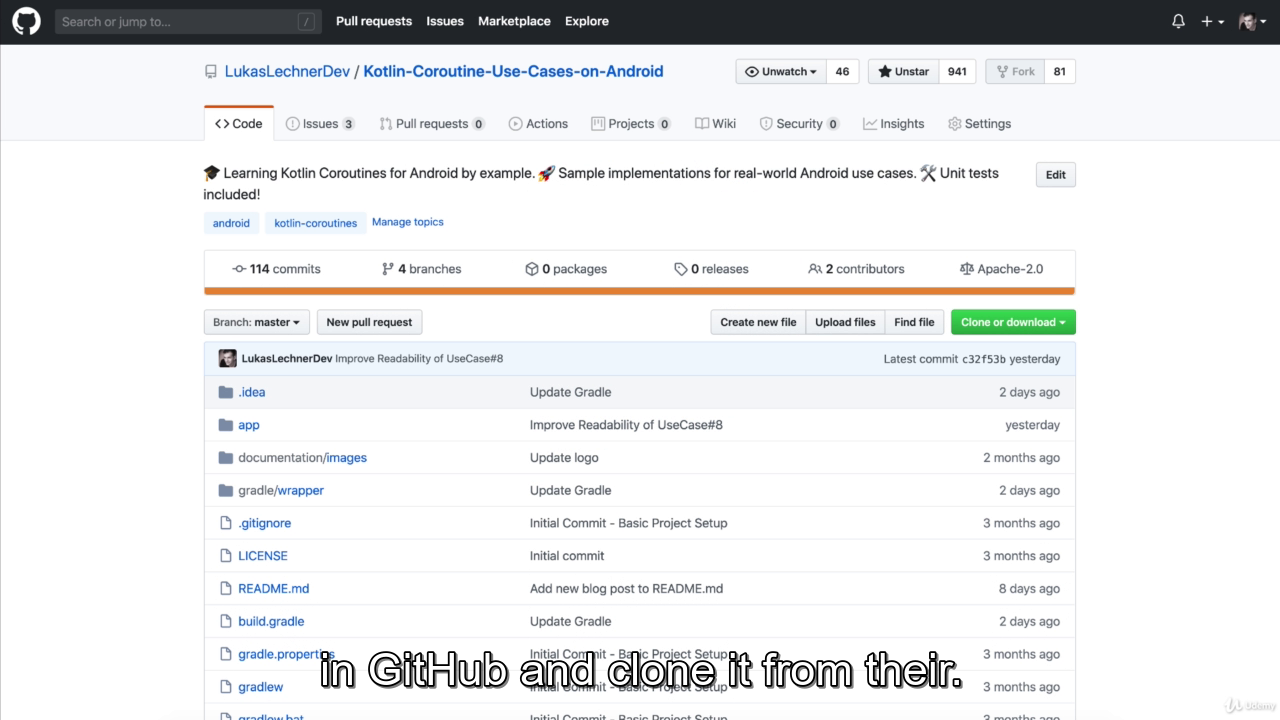 Search or jump to... /
Pull requests Issues Marketplace Explore
LukasLechnerDev / Kotlin-Coroutine-Use-Cases-on-Android
Unwatch 46 Unstar 941 Fork 81
Code Issues 3 Pull requests 0 Actions Projects 0 Wiki Security 0 Insights Settings
Learning Kotlin Coroutines for Android by example. Sample implementations for real-world Android use cases. Unit tests
included!
Edit
android kotlin-coroutines Manage topics
114 commits 4 branches 0 packages 0 releases 2 contributors Apache-2.0
Branch: master New pull request Create new file Upload files Find file Clone or download
LukasLechnerDev Improve Readability of UseCase#8 Latest commit c32f53b yesterday
.idea Update Gradle 2 days ago
app Improve Readability of UseCase#8 yesterday
documentation/images Update logo 2 months ago
gradle/wrapper Update Gradle 2 days ago
.gitignore Initial Commit - Basic Project Setup 3 months ago
LICENSE Initial commit 3 months ago
README.md Add new blog post to README.md 8 days ago
build.gradle Update Gradle 2 days ago
gradle.properties Initial Commit - Basic Project Setup 3 months ago
in GitHub and clone it from their.
gradlew Initial Commit - Basic Project Setup 3 months ago
gradlew.bat Initial Commit - Basic Project Setup 3 months ago
Udemy